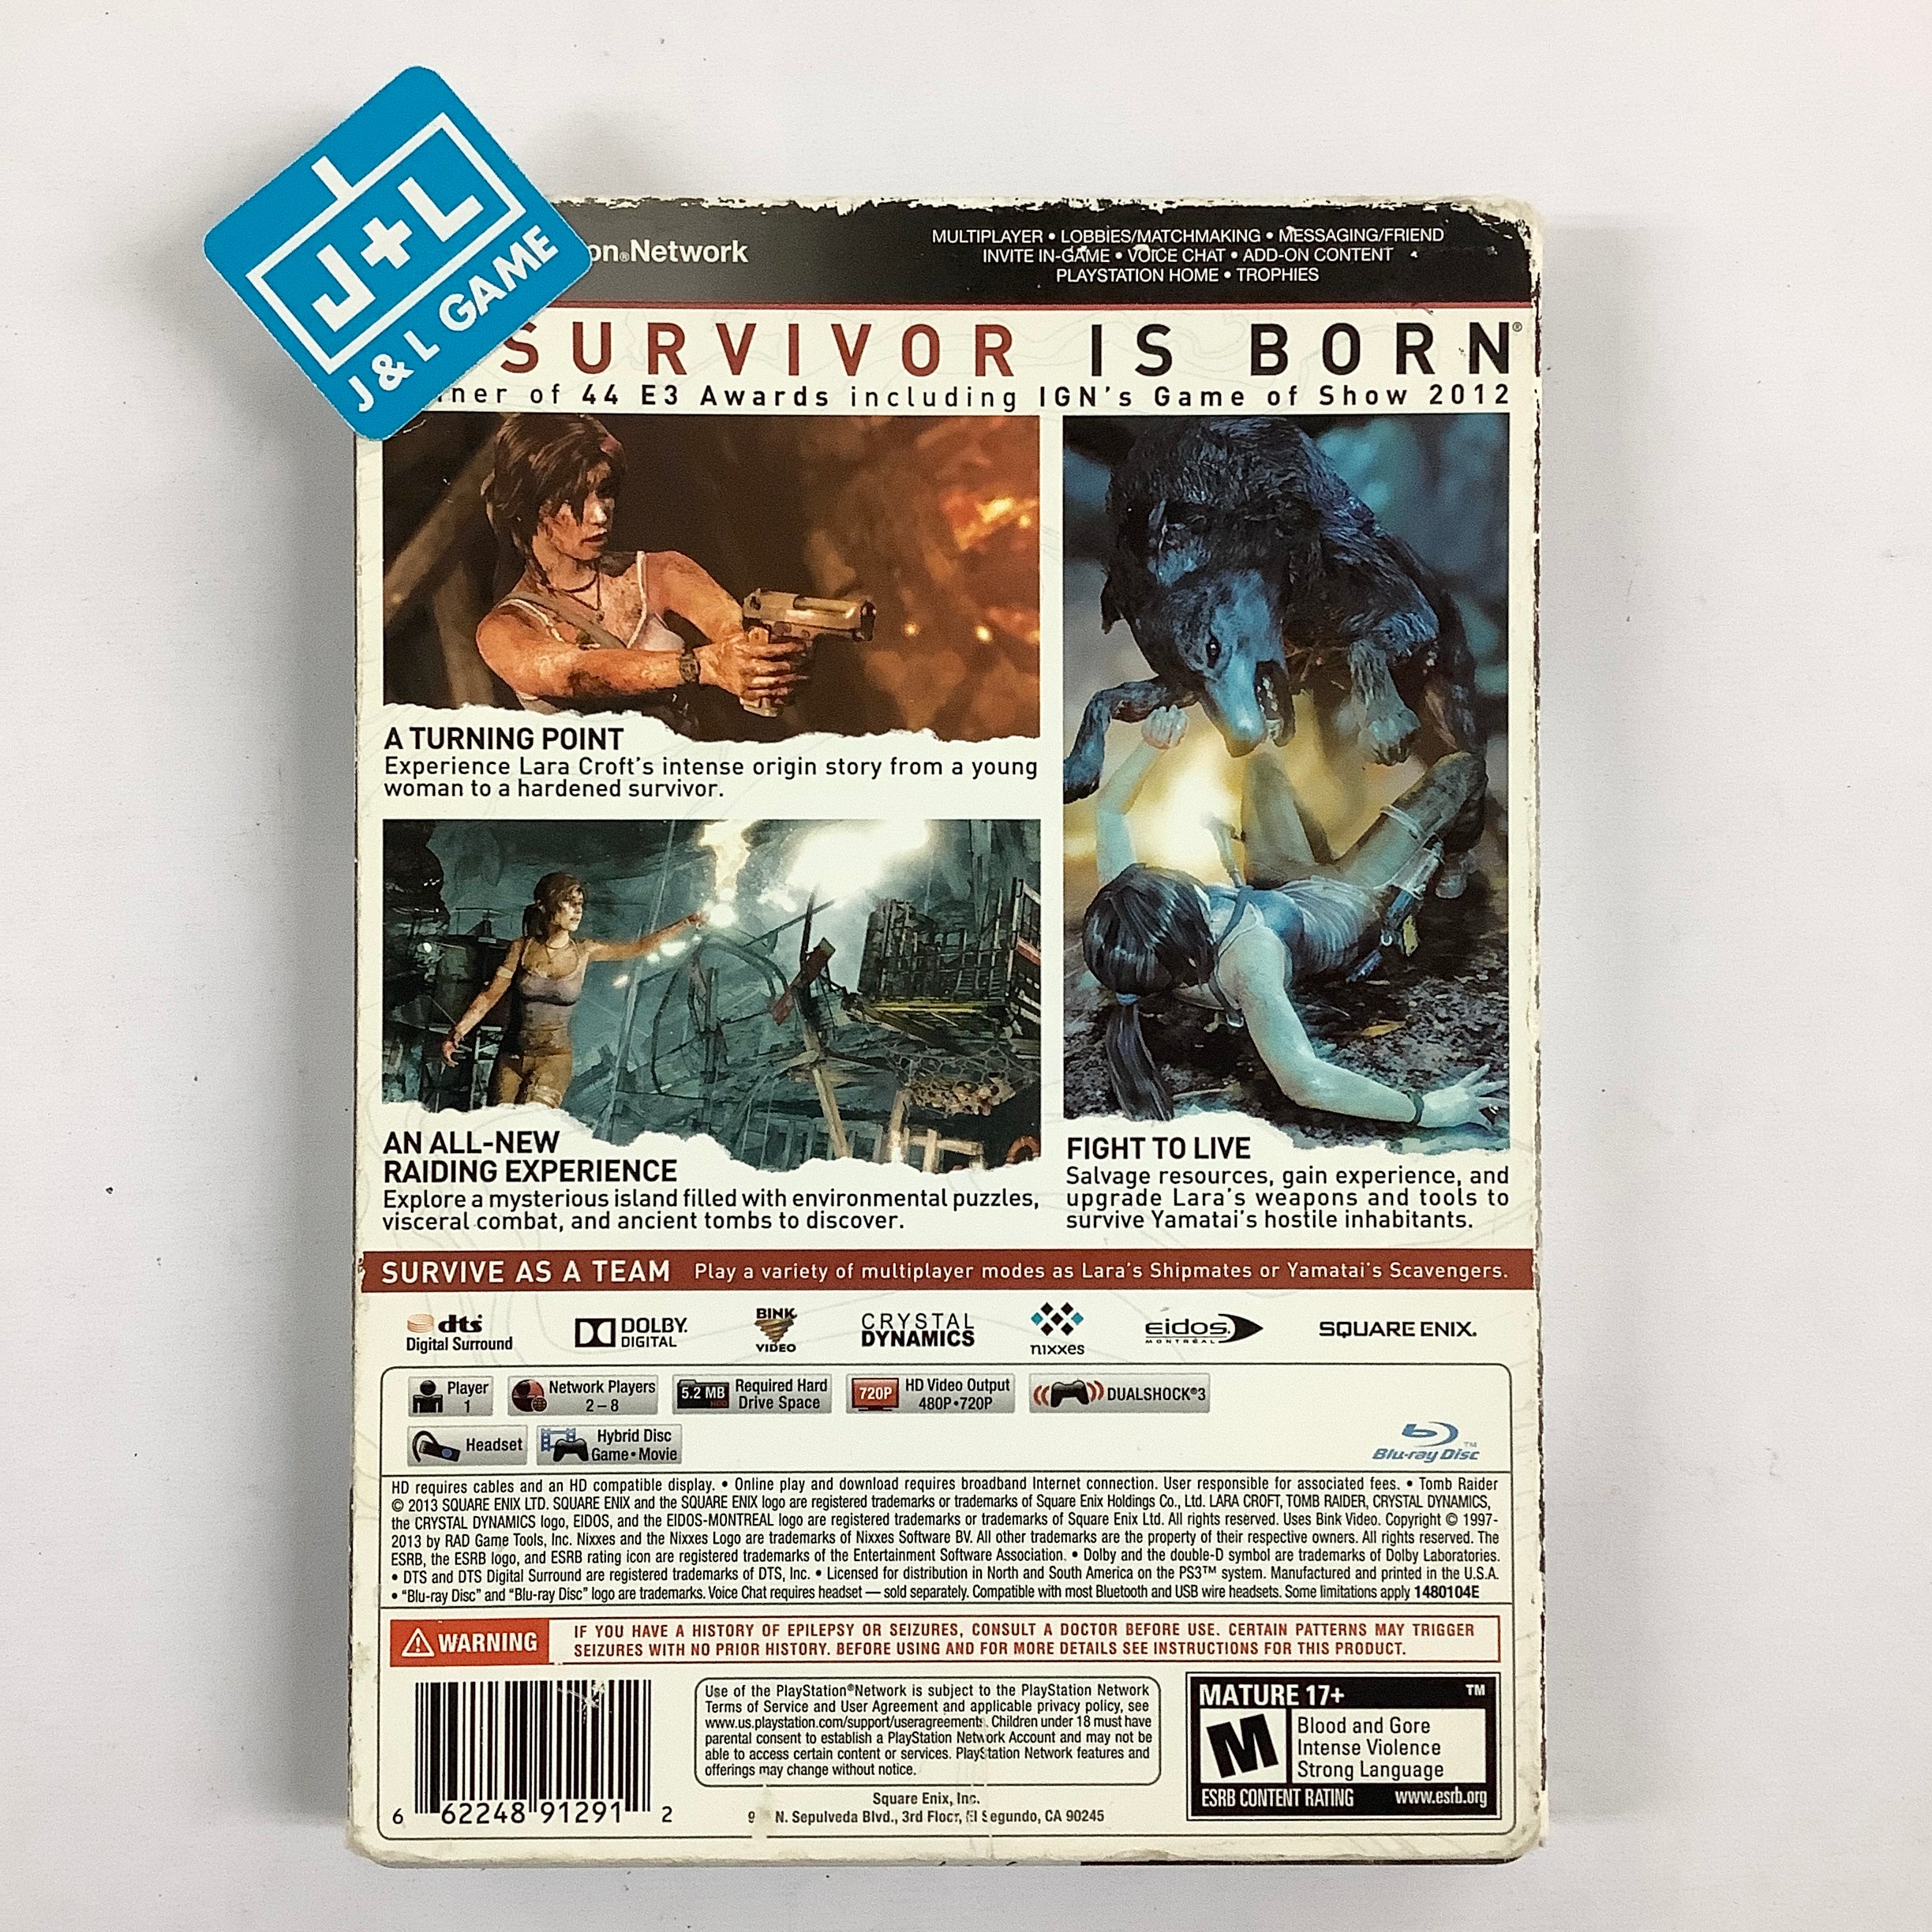 J+L
J & L GAME
on®Network
MULTIPLAYER • LOBBIES/MATCHMAKING • MESSAGING/FRIEND
INVITE IN-GAME • VOICE CHAT • ADD-ON CONTENT
PLAYSTATION HOME • TROPHIES
SURVIVOR IS BORN®
ner of 44 E3 Awards including IGN's Game of Show 2012
A TURNING POINT
Experience Lara Croft's intense origin story from a young
woman to a hardened survivor.
AN ALL-NEW
RAIDING EXPERIENCE
Explore a mysterious island filled with environmental puzzles,
visceral combat, and ancient tombs to discover.
FIGHT TO LIVE
Salvage resources, gain experience, and
upgrade Lara's weapons and tools to
survive Yamatai's hostile inhabitants.
SURVIVE AS A TEAM Play a variety of multiplayer modes as Lara's Shipmates or Yamatai's Scavengers.
dts
Digital Surround
DOLBY.
DIGITAL
BINK
VIDEO
CRYSTAL
DYNAMICS
nixxes
eidos
MONTRÉAL
SQUARE ENIX.
Player
1
Network Players
2 – 8
5.2 MB
HDD
Required Hard
Drive Space
720P
HD Video Output
480P•720P
DUALSHOCK®3
Headset
Hybrid Disc
Game•Movie
Blu-ray Disc™
HD requires cables and an HD compatible display. • Online play and download requires broadband Internet connection. User responsible for associated fees. • Tomb Raider
© 2013 SQUARE ENIX LTD. SQUARE ENIX and the SQUARE ENIX logo are registered trademarks or trademarks of Square Enix Holdings Co., Ltd. LARA CROFT, TOMB RAIDER, CRYSTAL DYNAMICS,
the CRYSTAL DYNAMICS logo, EIDOS, and the EIDOS-MONTREAL logo are registered trademarks or trademarks of Square Enix Ltd. All rights reserved. Uses Bink Video. Copyright © 1997-
2013 by RAD Game Tools, Inc. Nixxes and the Nixxes Logo are trademarks of Nixxes Software BV. All other trademarks are the property of their respective owners. All rights reserved. The
ESRB, the ESRB logo, and ESRB rating icon are registered trademarks of the Entertainment Software Association. • Dolby and the double-D symbol are trademarks of Dolby Laboratories.
• DTS and DTS Digital Surround are registered trademarks of DTS, Inc. • Licensed for distribution in North and South America on the PS3™ system. Manufactured and printed in the U.S.A.
• "Blu-ray Disc" and "Blu-ray Disc" logo are trademarks. Voice Chat requires headset — sold separately. Compatible with most Bluetooth and USB wire headsets. Some limitations apply 1480104E
WARNING
IF YOU HAVE A HISTORY OF EPILEPSY OR SEIZURES, CONSULT A DOCTOR BEFORE USE. CERTAIN PATTERNS MAY TRIGGER
SEIZURES WITH NO PRIOR HISTORY. BEFORE USING AND FOR MORE DETAILS SEE INSTRUCTIONS FOR THIS PRODUCT.
6 62248 91291 2
Use of the PlayStation®Network is subject to the PlayStation Network
Terms of Service and User Agreement and applicable privacy policy, see
www.us.playstation.com/support/useragreements. Children under 18 must have
parental consent to establish a PlayStation Network Account and may not be
able to access certain content or services. PlayStation Network features and
offerings may change without notice.
Square Enix, Inc.
9 N. Sepulveda Blvd., 3rd Floor, El Segundo, CA 90245
MATURE 17+ ™
M
Blood and Gore
Intense Violence
Strong Language
ESRB CONTENT RATING www.esrb.org